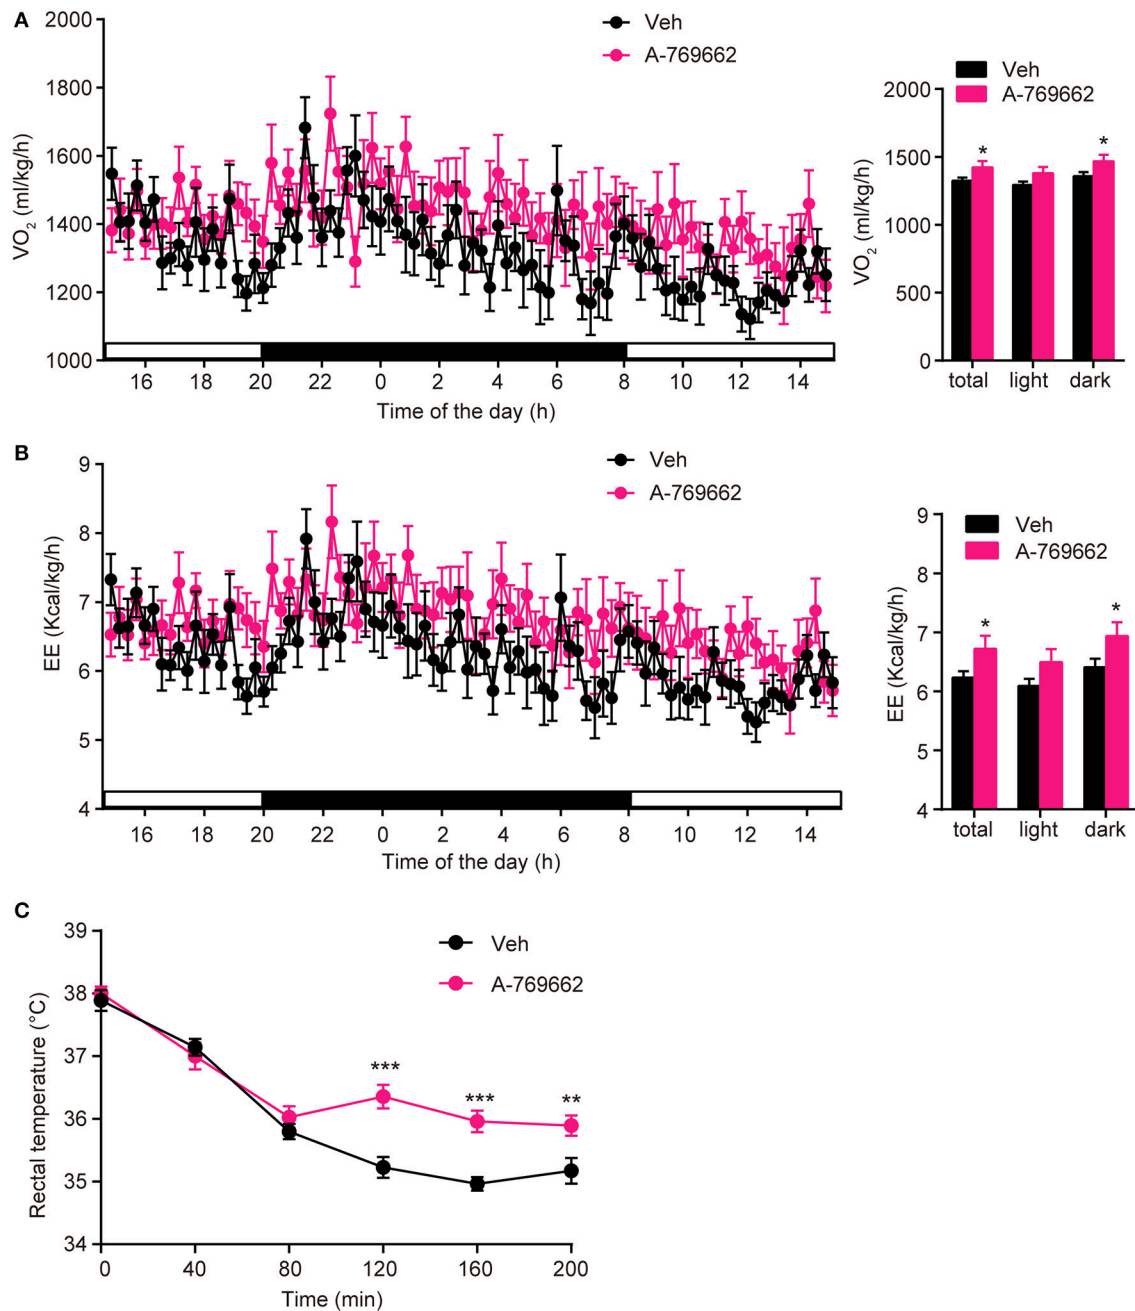 A
2000
1800
1600
1400
1200
1000
VO2 (ml/kg/h)
Veh
A-769662
16 18 20 22 0 2 4 6 8 10 12 14
Time of the day (h)
Veh
A-769662
2000
1500
1000
500
0
VO2 (ml/kg/h)
* *
total light dark
B
9
8
7
6
5
4
EE (Kcal/kg/h)
Veh
A-769662
16 18 20 22 0 2 4 6 8 10 12 14
Time of the day (h)
Veh
A-769662
9
8
7
6
5
4
EE (Kcal/kg/h)
* *
total light dark
C
39
38
37
36
35
34
Rectal temperature (°C)
Veh
A-769662
*** *** **
0 40 80 120 160 200
Time (min)